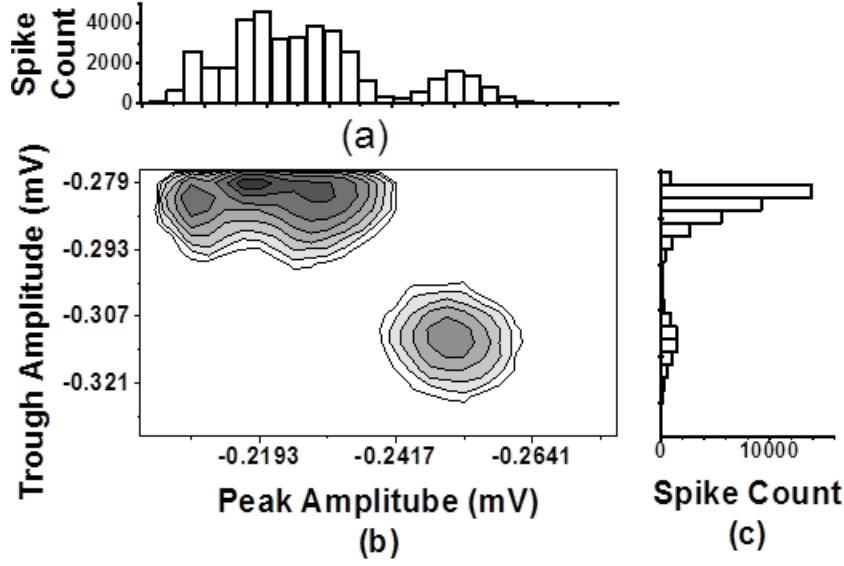 Spike
Count
4000
2000
0
(a)
Trough Amplitude (mV)
-0.279
-0.293
-0.307
-0.321
-0.2193
-0.2417
-0.2641
Peak Amplitube (mV)
(b)
0
10000
Spike Count
(c)